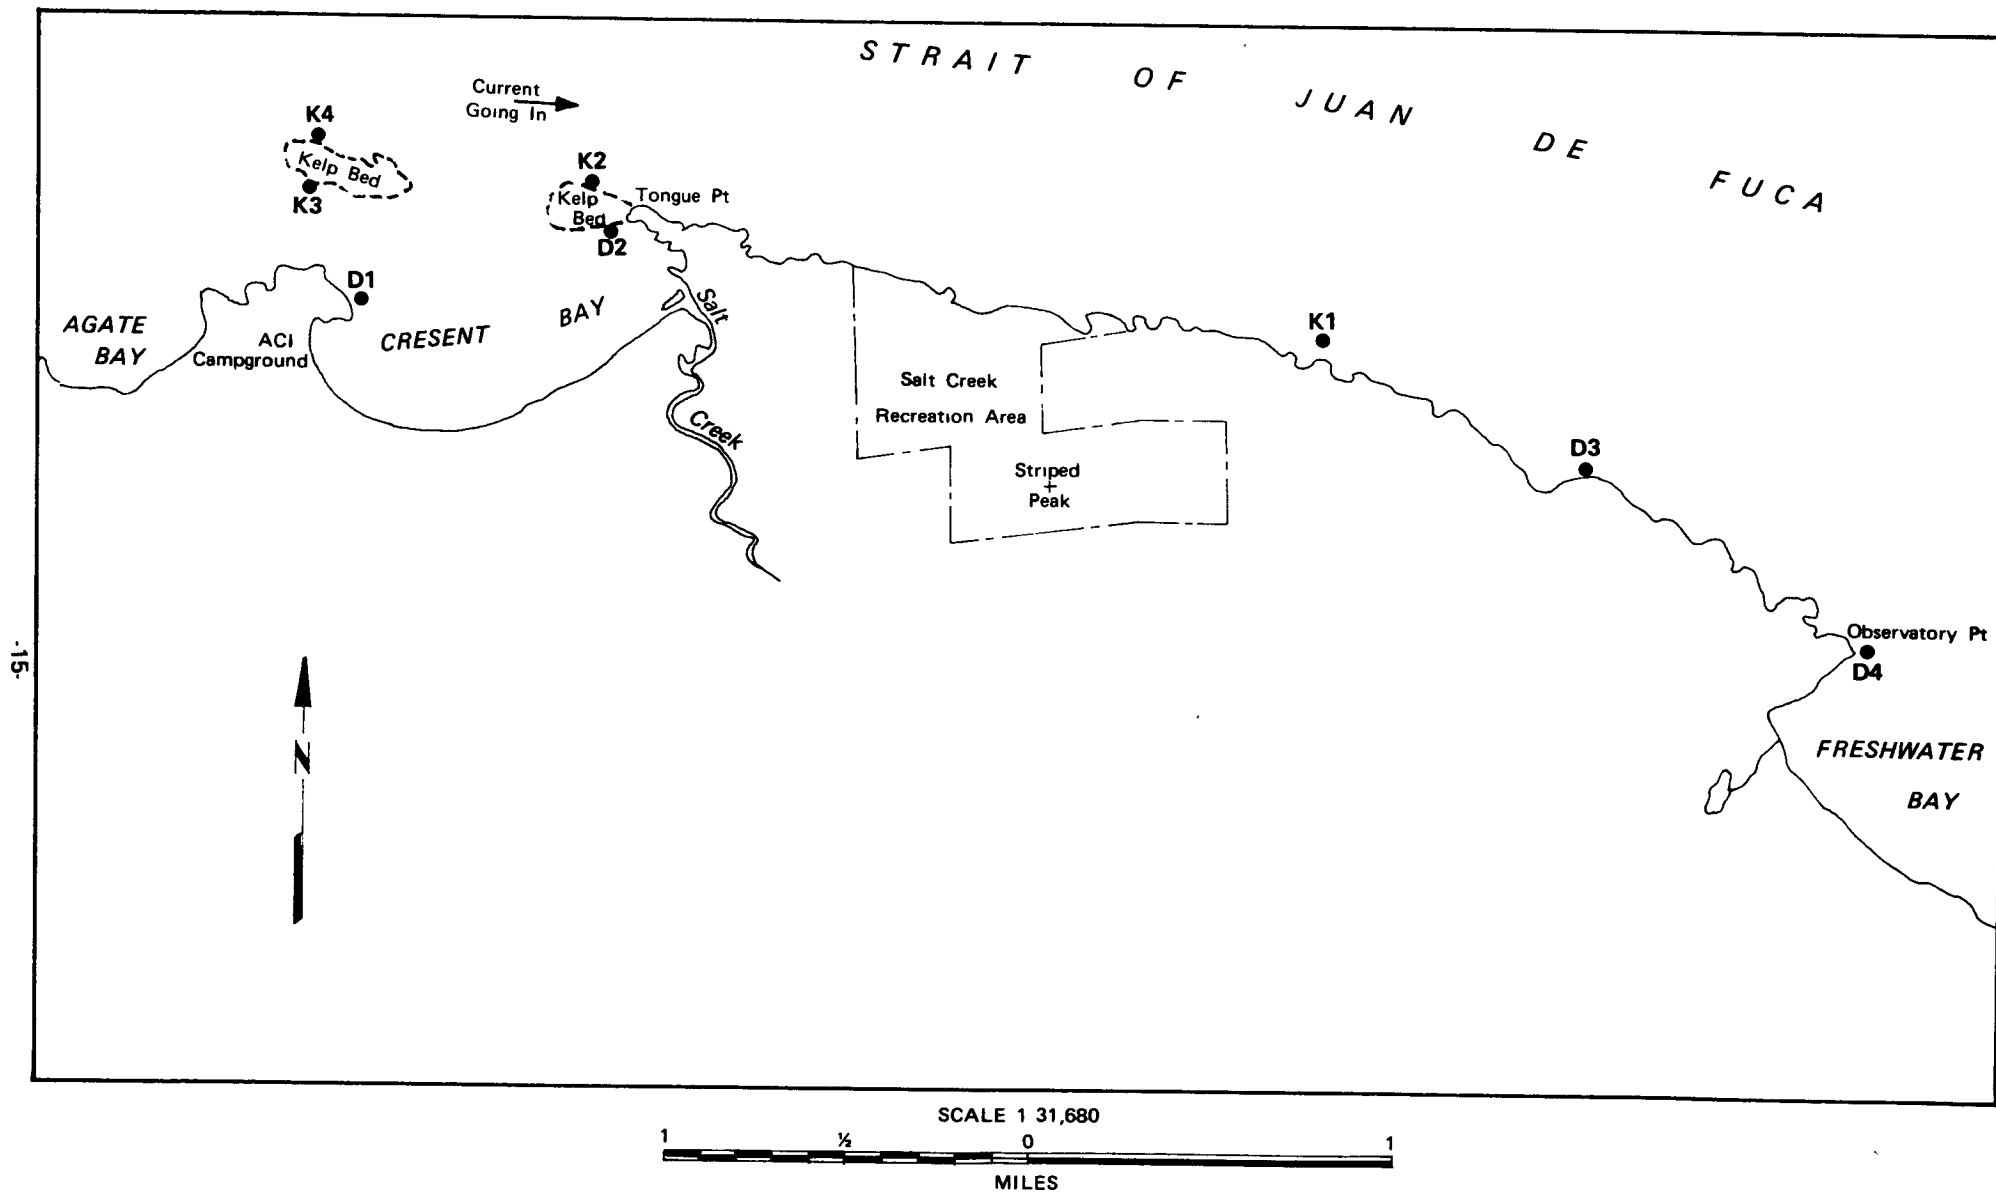 STRAIT OF JUAN DE FUCA
Current
Going In
K4
Kelp Bed
K3
K2
Kelp
Bed
Tongue Pt
D2
D1
AGATE
BAY
ACI
Campground
CRESENT BAY
Salt
Creek
K1
Salt Creek
Recreation Area
Striped
+
Peak
D3
Observatory Pt
D4
FRESHWATER
BAY
N
-15-
SCALE 1 31,680
1 ½ 0 1
MILES